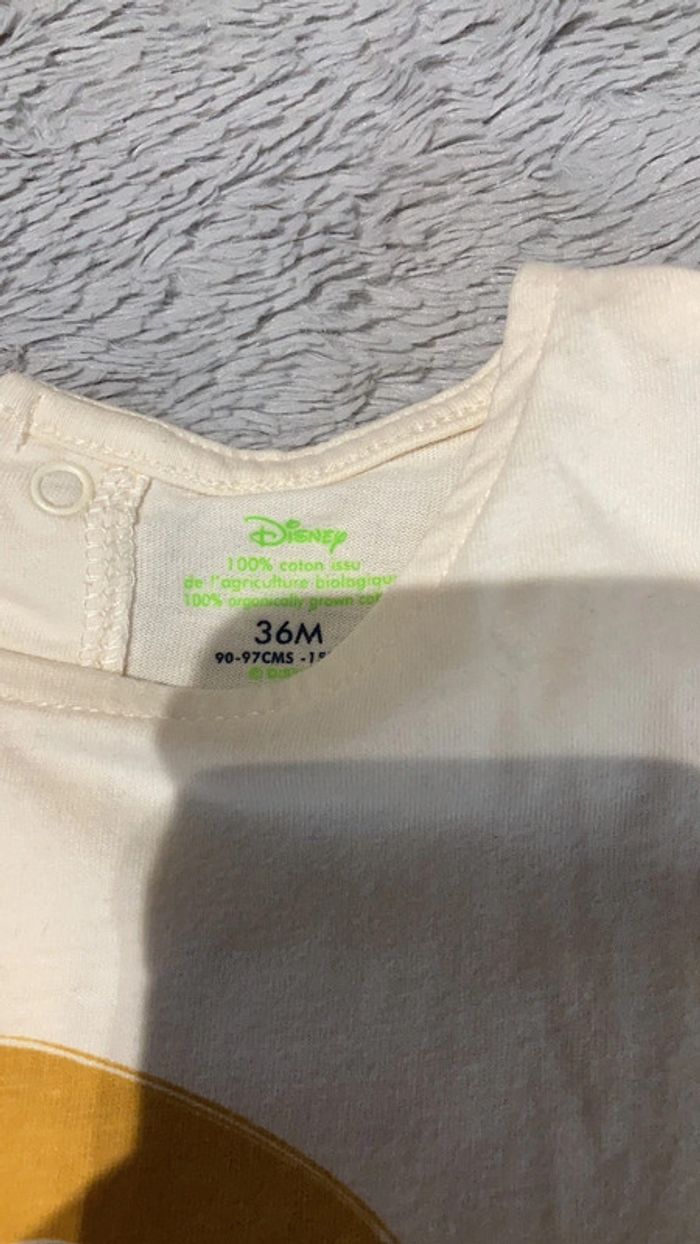 Disney
100% coton issu
de l'agriculture biologique
100% organically grown
36M
90-97CMS